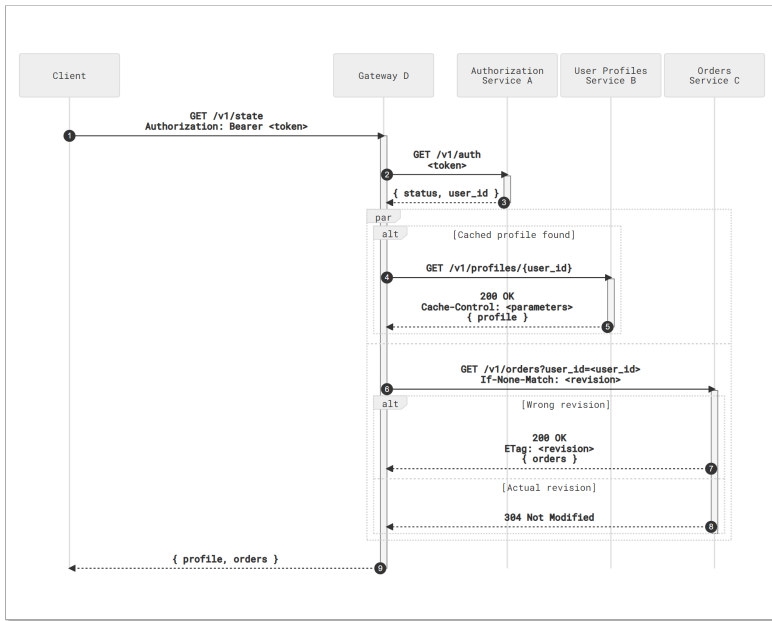 Client
Gateway D
Authorization
Service A
User Profiles
Service B
Orders
Service C
GET /v1/state
Authorization: Bearer <token>
1
GET /v1/auth
<token>
2
{ status, user_id }
3
par
alt
[Cached profile found]
GET /v1/profiles/{user_id}
4
200 OK
Cache-Control: <parameters>
{ profile }
5
GET /v1/orders?user_id=<user_id>
If-None-Match: <revision>
6
alt
[Wrong revision]
200 OK
ETag: <revision>
{ orders }
7
[Actual revision]
304 Not Modified
8
{ profile, orders }
9